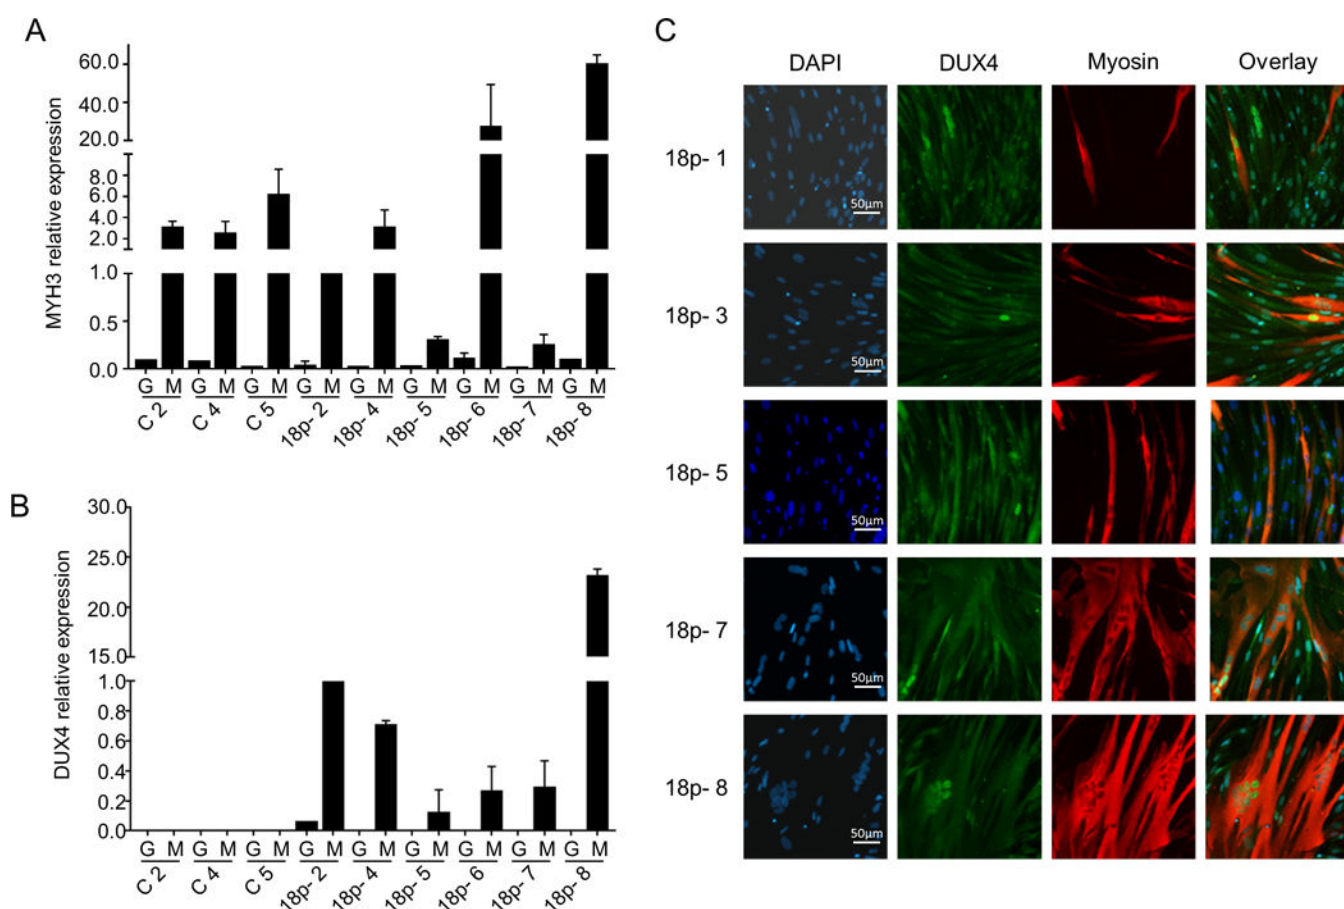 A
MYH3 relative expression
60.0
40.0
20.0
8.0
6.0
4.0
2.0
1.0
0.5
0.0
G M G M G M G M G M G M G M G M G M
C 2 C 4 C 5 18p- 2 18p- 4 18p- 5 18p- 6 18p- 7 18p- 8
B
DUX4 relative expression
30.0
25.0
20.0
15.0
1.0
0.8
0.6
0.4
0.2
0.0
G M G M G M G M G M G M G M G M G M
C 2 C 4 C 5 18p- 2 18p- 4 18p- 5 18p- 6 18p- 7 18p- 8
C
DAPI DUX4 Myosin Overlay
18p- 1
50μm
18p- 3
50μm
18p- 5
50μm
18p- 7
50μm
18p- 8
50μm